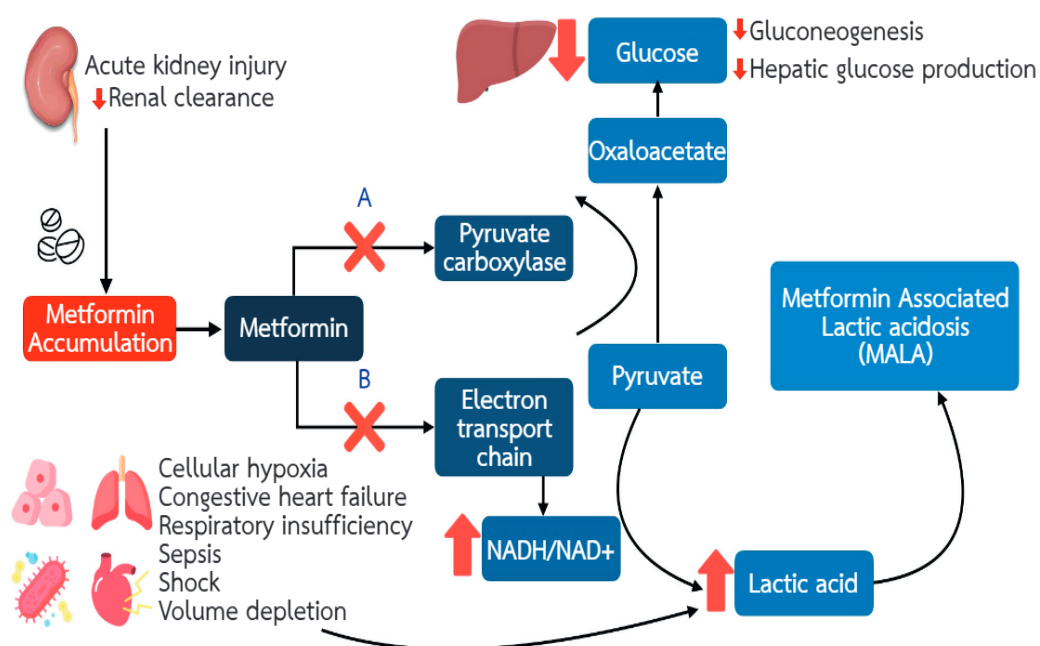 Acute kidney injury
Renal clearance
Glucose
Gluconeogenesis
Hepatic glucose production
Oxaloacetate
A
Pyruvate
carboxylase
Metformin
Accumulation
Metformin
Metformin Associated
Lactic acidosis
(MALA)
Pyruvate
B
Electron
transport
chain
Cellular hypoxia
Congestive heart failure
Respiratory insufficiency
Sepsis
Shock
Volume depletion
NADH/NAD+
Lactic acid